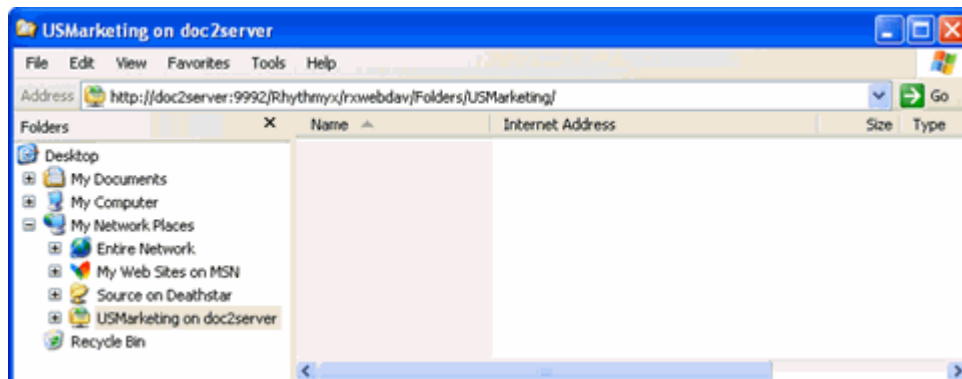 USMarketing on doc2server
File Edit View Favorites Tools Help
Address http://doc2server:9992/Rhythmyx/rxwebdav/Folders/USMarketing/ Go
Folders x Name Internet Address Size Type
Desktop
My Documents
My Computer
My Network Places
Entire Network
My Web Sites on MSN
Source on Deathstar
USMarketing on doc2server
Recycle Bin